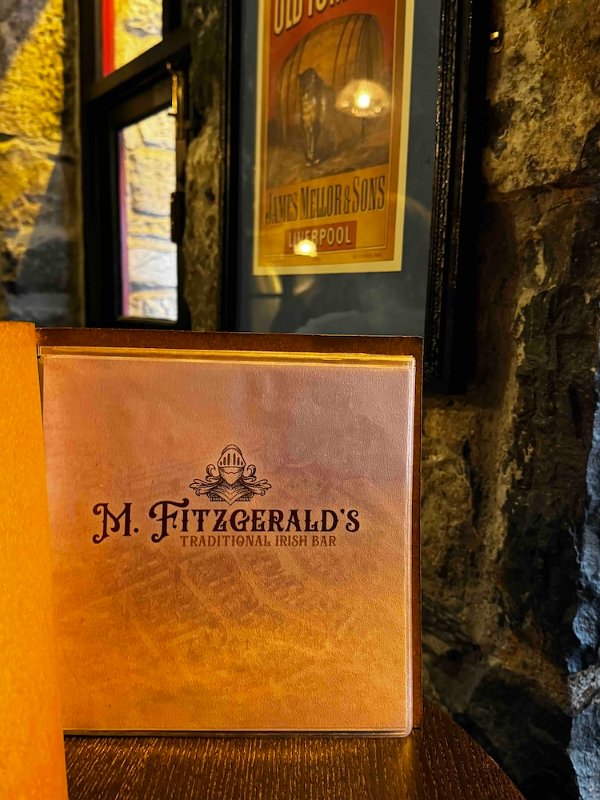 JAMES MELLOR & SONS
LIVERPOOL
M. FITZGERALD'S
TRADITIONAL IRISH BAR